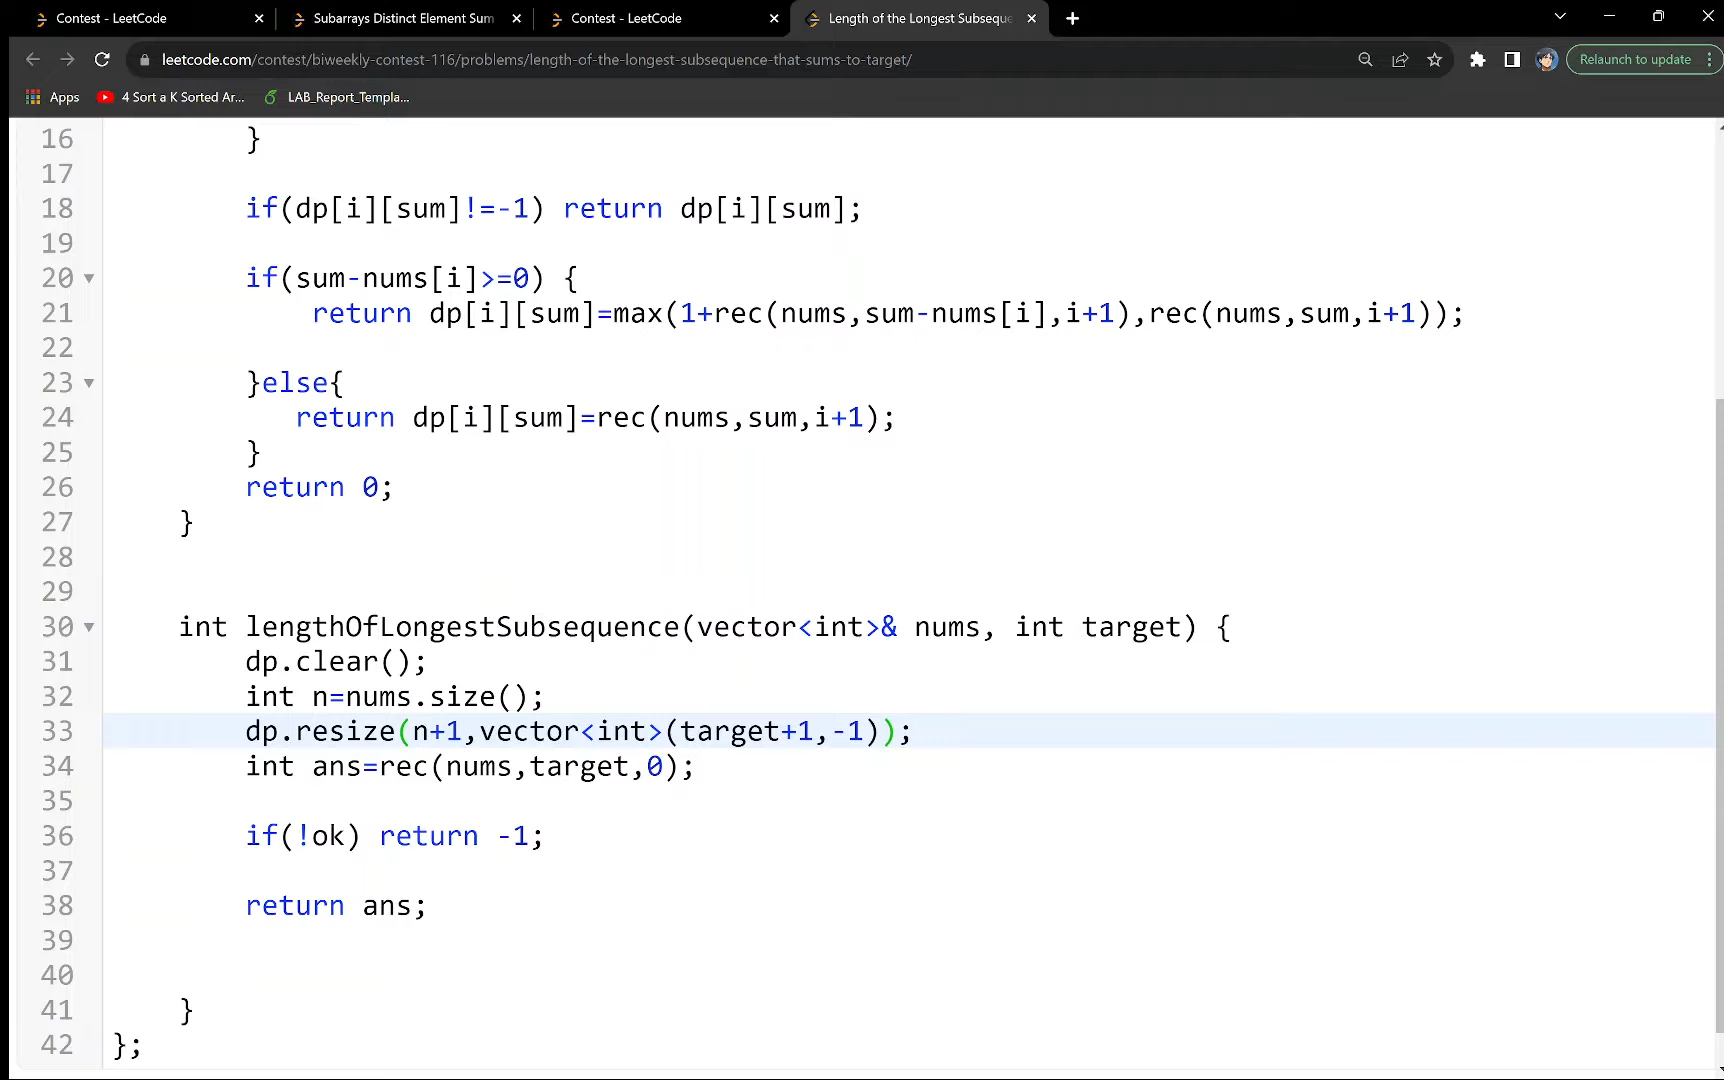 Contest - LeetCode
Subarrays Distinct Element Sum
Contest - LeetCode
Length of the Longest Subseque
leetcode.com/contest/biweekly-contest-116/problems/length-of-the-longest-subsequence-that-sums-to-target/
Relaunch to update
Apps
4 Sort a K Sorted Ar...
LAB_Report_Templa...
16 }
17
18 if(dp[i][sum]!=-1) return dp[i][sum];
19
20 if(sum-nums[i]>=0) {
21 return dp[i][sum]=max(1+rec(nums,sum-nums[i],i+1),rec(nums,sum,i+1));
22
23 }else{
24 return dp[i][sum]=rec(nums,sum,i+1);
25 }
26 return 0;
27 }
28
29
30 int lengthOfLongestSubsequence(vector<int>& nums, int target) {
31 dp.clear();
32 int n=nums.size();
33 dp.resize(n+1,vector<int>(target+1,-1));
34 int ans=rec(nums,target,0);
35
36 if(!ok) return -1;
37
38 return ans;
39
40
41 }
42 };